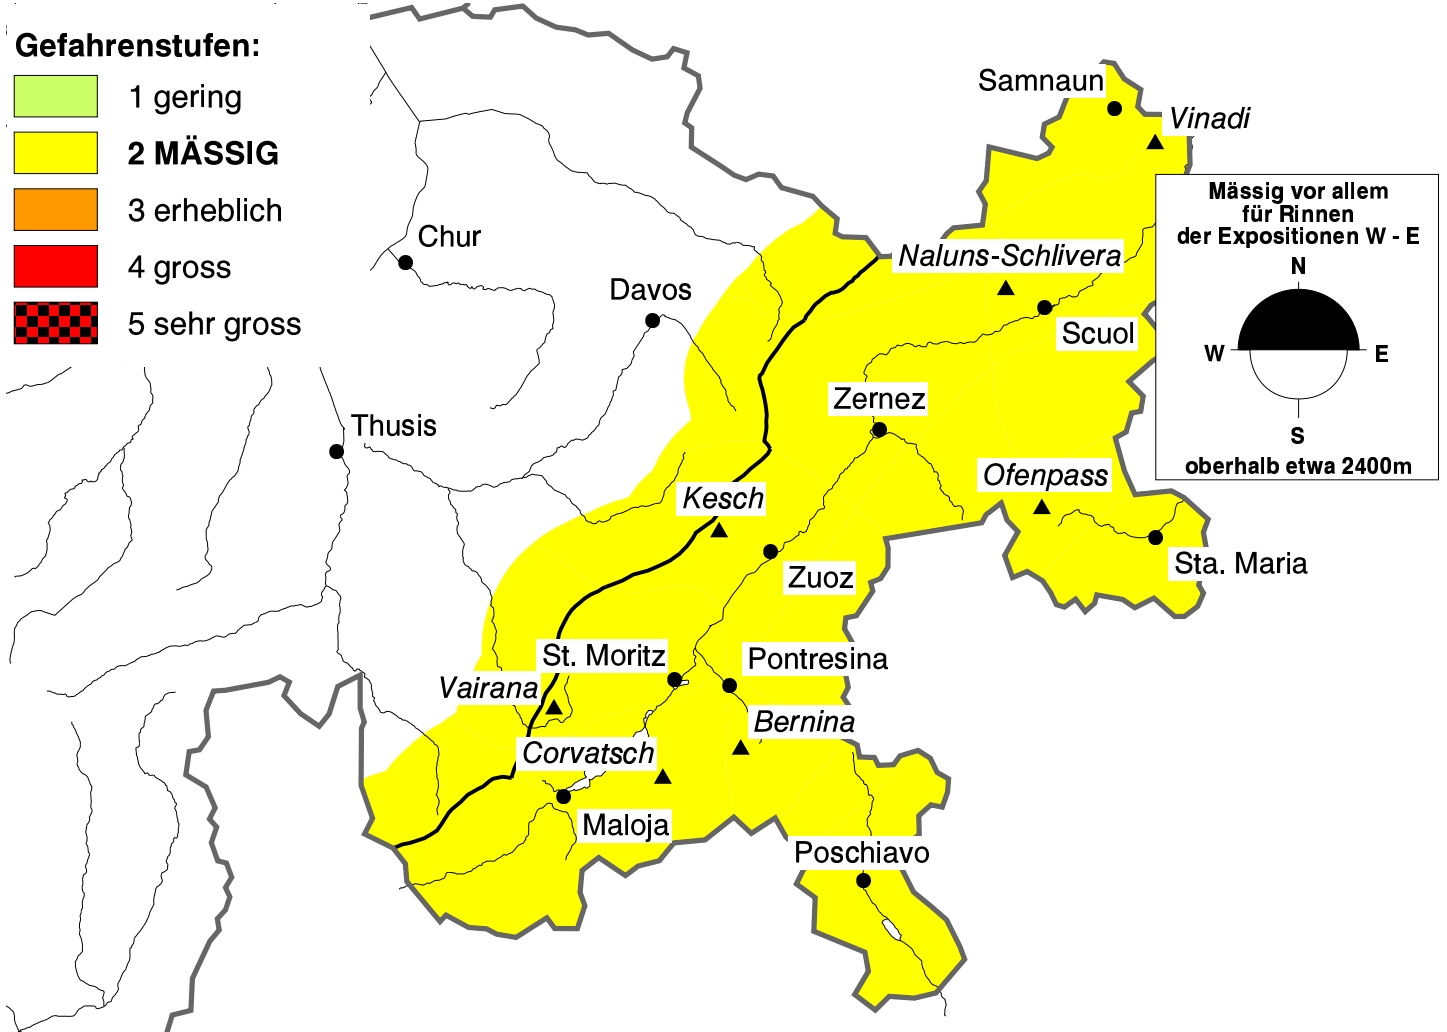 Gefahrenstufen:
1 gering
2 MÄSSIG
3 erheblich
4 gross
5 sehr gross
Samnaun
Vinadi
Mässig vor allem
für Rinnen
der Expositionen W - E
N
W
E
S
oberhalb etwa 2400m
Chur
Naluns-Schlivera
Davos
Scuol
Zernez
Thusis
Ofenpass
Kesch
Zuoz
Sta. Maria
St. Moritz
Pontresina
Vairana
Bernina
Corvatsch
Maloja
Poschiavo